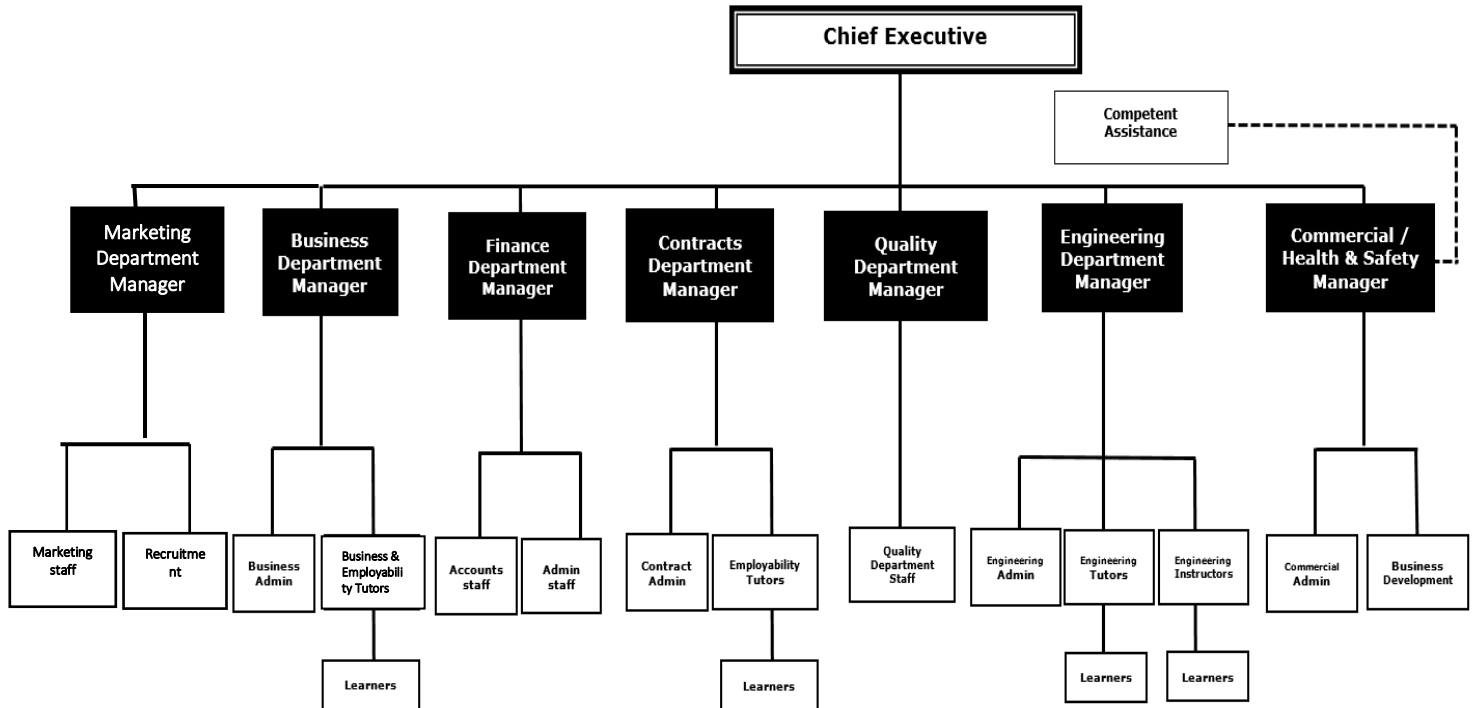 Chief Executive
Competent
Assistance
Marketing
Department
Manager
Business
Department
Manager
Finance
Department
Manager
Contracts
Department
Manager
Quality
Department
Manager
Engineering
Department
Manager
Commercial /
Health & Safety
Manager
Marketing
staff
Recruitme
nt
Business
Admin
Business &
Employabili
ty Tutors
Accounts
staff
Admin
staff
Contract
Admin
Employability
Tutors
Quality
Department
Staff
Engineering
Admin
Engineering
Tutors
Engineering
Instructors
Commercial
Admin
Business
Development
Learners
Learners
Learners
Learners